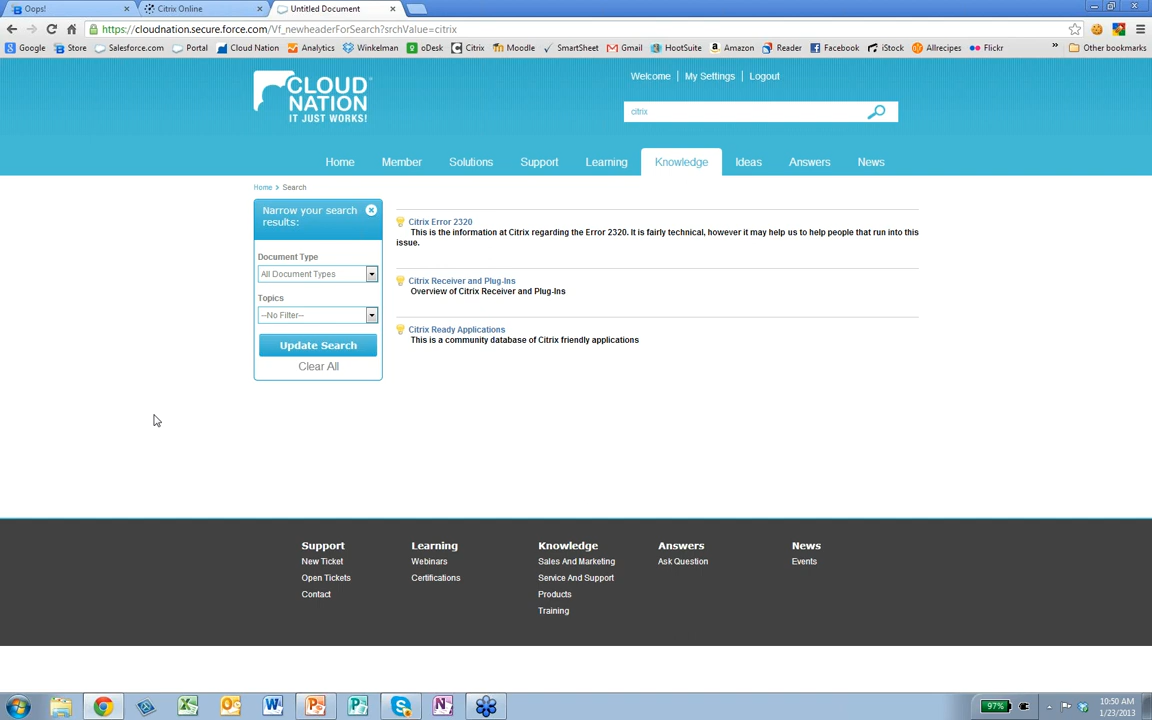 Oops!
Citrix Online
Untitled Document
https://cloudnation.secure.force.com/Vf_newheaderForSearch?srchValue=citrix
Google
Store
Salesforce.com
Portal
Cloud Nation
Analytics
Winkelman
oDesk
Citrix
Moodle
SmartSheet
Gmail
HootSuite
Amazon
Reader
Facebook
iStock
Allrecipes
Flickr
»
Other bookmarks
CLOUD
NATION
IT JUST WORKS!
Welcome | My Settings | Logout
citrix
Home
Member
Solutions
Support
Learning
Knowledge
Ideas
Answers
News
Home > Search
Narrow your search
results:
Document Type
All Document Types
Topics
--No Filter--
Update Search
Clear All
Citrix Error 2320
This is the information at Citrix regarding the Error 2320. It is fairly technical, however it may help us to help people that run into this
issue.
Citrix Receiver and Plug-Ins
Overview of Citrix Receiver and Plug-Ins
Citrix Ready Applications
This is a community database of Citrix friendly applications
Support
New Ticket
Open Tickets
Contact
Learning
Webinars
Certifications
Knowledge
Sales And Marketing
Service And Support
Products
Training
Answers
Ask Question
News
Events
97%
10:50 AM
1/23/2013